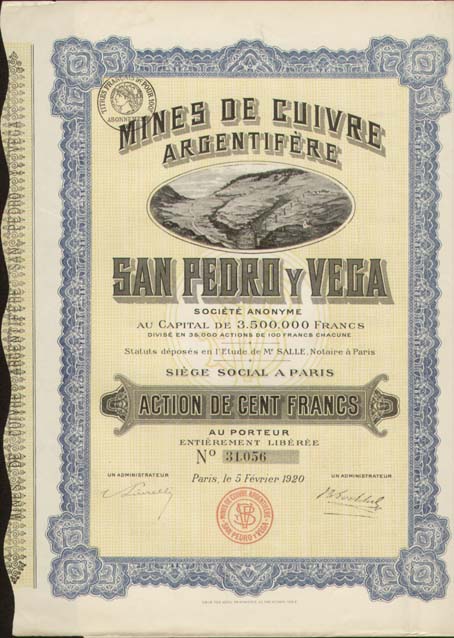 MINES DE CUIVRE
ARGENTIFÈRE
SAN PEDRO Y VEGA
SOCIÉTÉ ANONYME
AU CAPITAL DE 3.500.000 FRANCS
DIVISÉ EN 35.000 ACTIONS DE 100 FRANCS CHACUNE
Statuts déposés en l'Etude de Mᵉ SALLE, Notaire à Paris
SIÈGE SOCIAL A PARIS
ACTION DE CENT FRANCS
AU PORTEUR
ENTIÈREMENT LIBÉRÉE
Nº 31.056
UN ADMINISTRATEUR
Paris, le 5 Février 1920
UN ADMINISTRATEUR
MINES DE CUIVRE ARGENTIFÈRE
SAN PEDRO Y VEGA